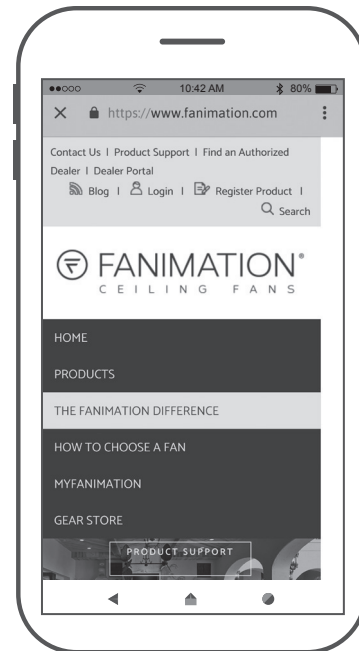 10:42 AM
80%
https://www.fanimation.com
Contact Us | Product Support | Find an Authorized
Dealer | Dealer Portal
Blog | Login | Register Product |
Search
FANIMATION®
CEILING FANS
HOME
PRODUCTS
THE FANIMATION DIFFERENCE
HOW TO CHOOSE A FAN
MYFANIMATION
GEAR STORE
PRODUCT SUPPORT